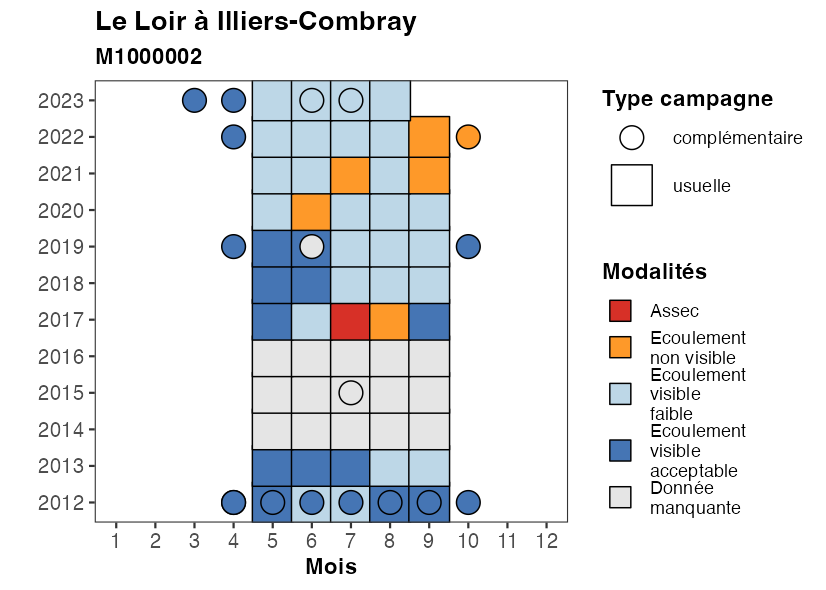 Le Loir à Illiers-Combray
M1000002
2023
2022
2021
2020
2019
2018
2017
2016
2015
2014
2013
2012
1 2 3 4 5 6 7 8 9 10 11 12
Mois
Type campagne
complémentaire
usuelle
Modalités
Assec
Ecoulement
non visible
Ecoulement
visible
faible
Ecoulement
visible
acceptable
Donnée
manquante